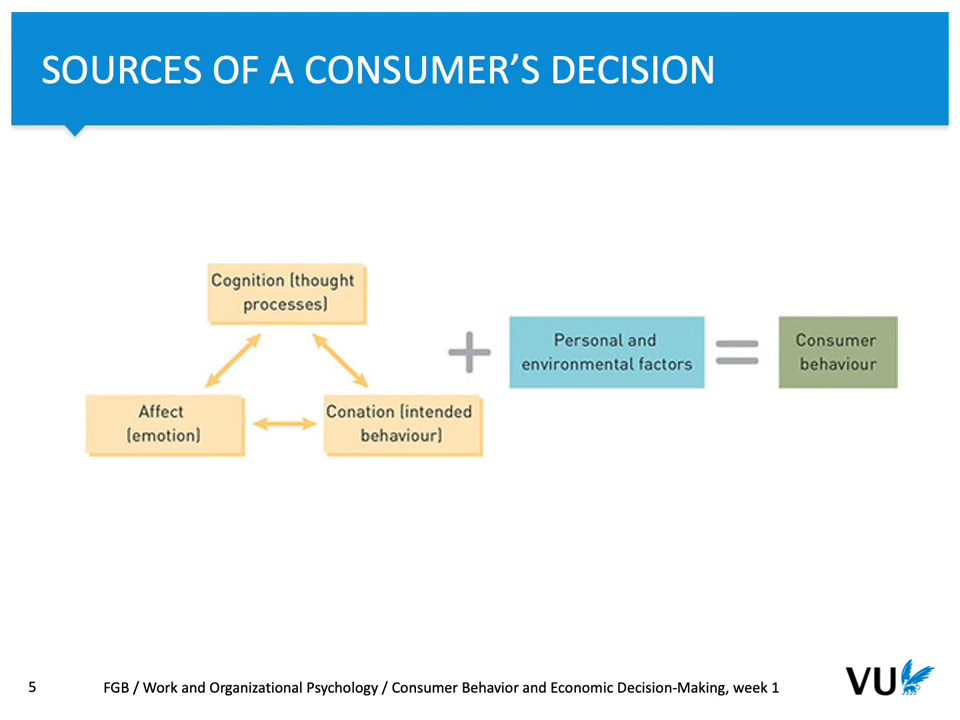 SOURCES OF A CONSUMER’S DECISION
Cognition (thought
processes)
Affect
(emotion)
Conation (intended
behaviour)
+
Personal and
environmental factors
=
Consumer
behaviour
5
FGB / Work and Organizational Psychology / Consumer Behavior and Economic Decision-Making, week 1
VU